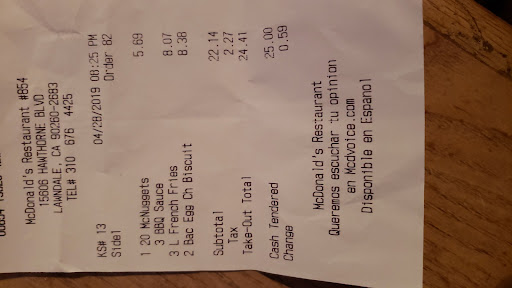 McDonald's Restaurant #854
15006 HAWTHORNE BLVD
LAWNDALE, CA 90260-2683
TEL# 310 676 4425
KS# 13 04/28/2019 08:25 PM
Side1 Order 82
1 20 McNuggets 5.69
3 BBQ Sauce
3 L French Fries 8.07
2 Bac Egg Ch Biscuit 8.38
Subtotal 22.14
Tax 2.27
Take-Out Total 24.41
Cash Tendered 25.00
Change 0.59
McDonald's Restaurant
Queremos escuchar tu opinion
en Mcdvoice.com
Disponible en Espanol